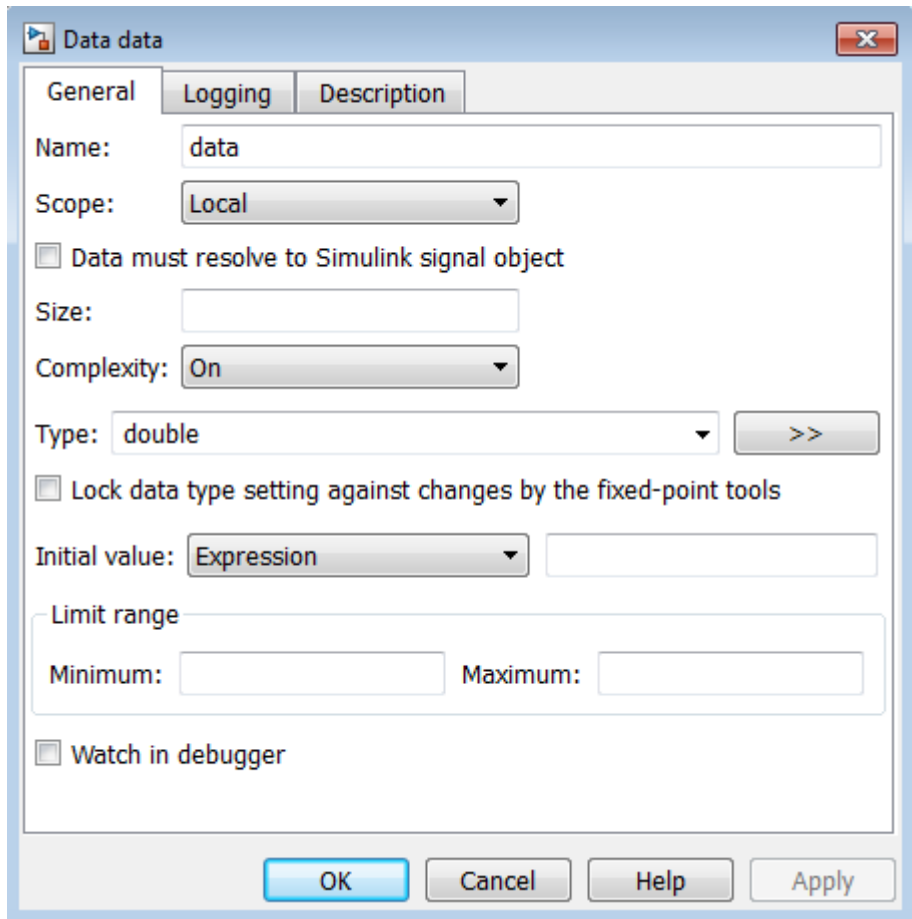 Data data
General Logging Description
Name: data
Scope: Local
Data must resolve to Simulink signal object
Size:
Complexity: On
Type: double >>
Lock data type setting against changes by the fixed-point tools
Initial value: Expression
Limit range
Minimum: Maximum:
Watch in debugger
OK Cancel Help Apply